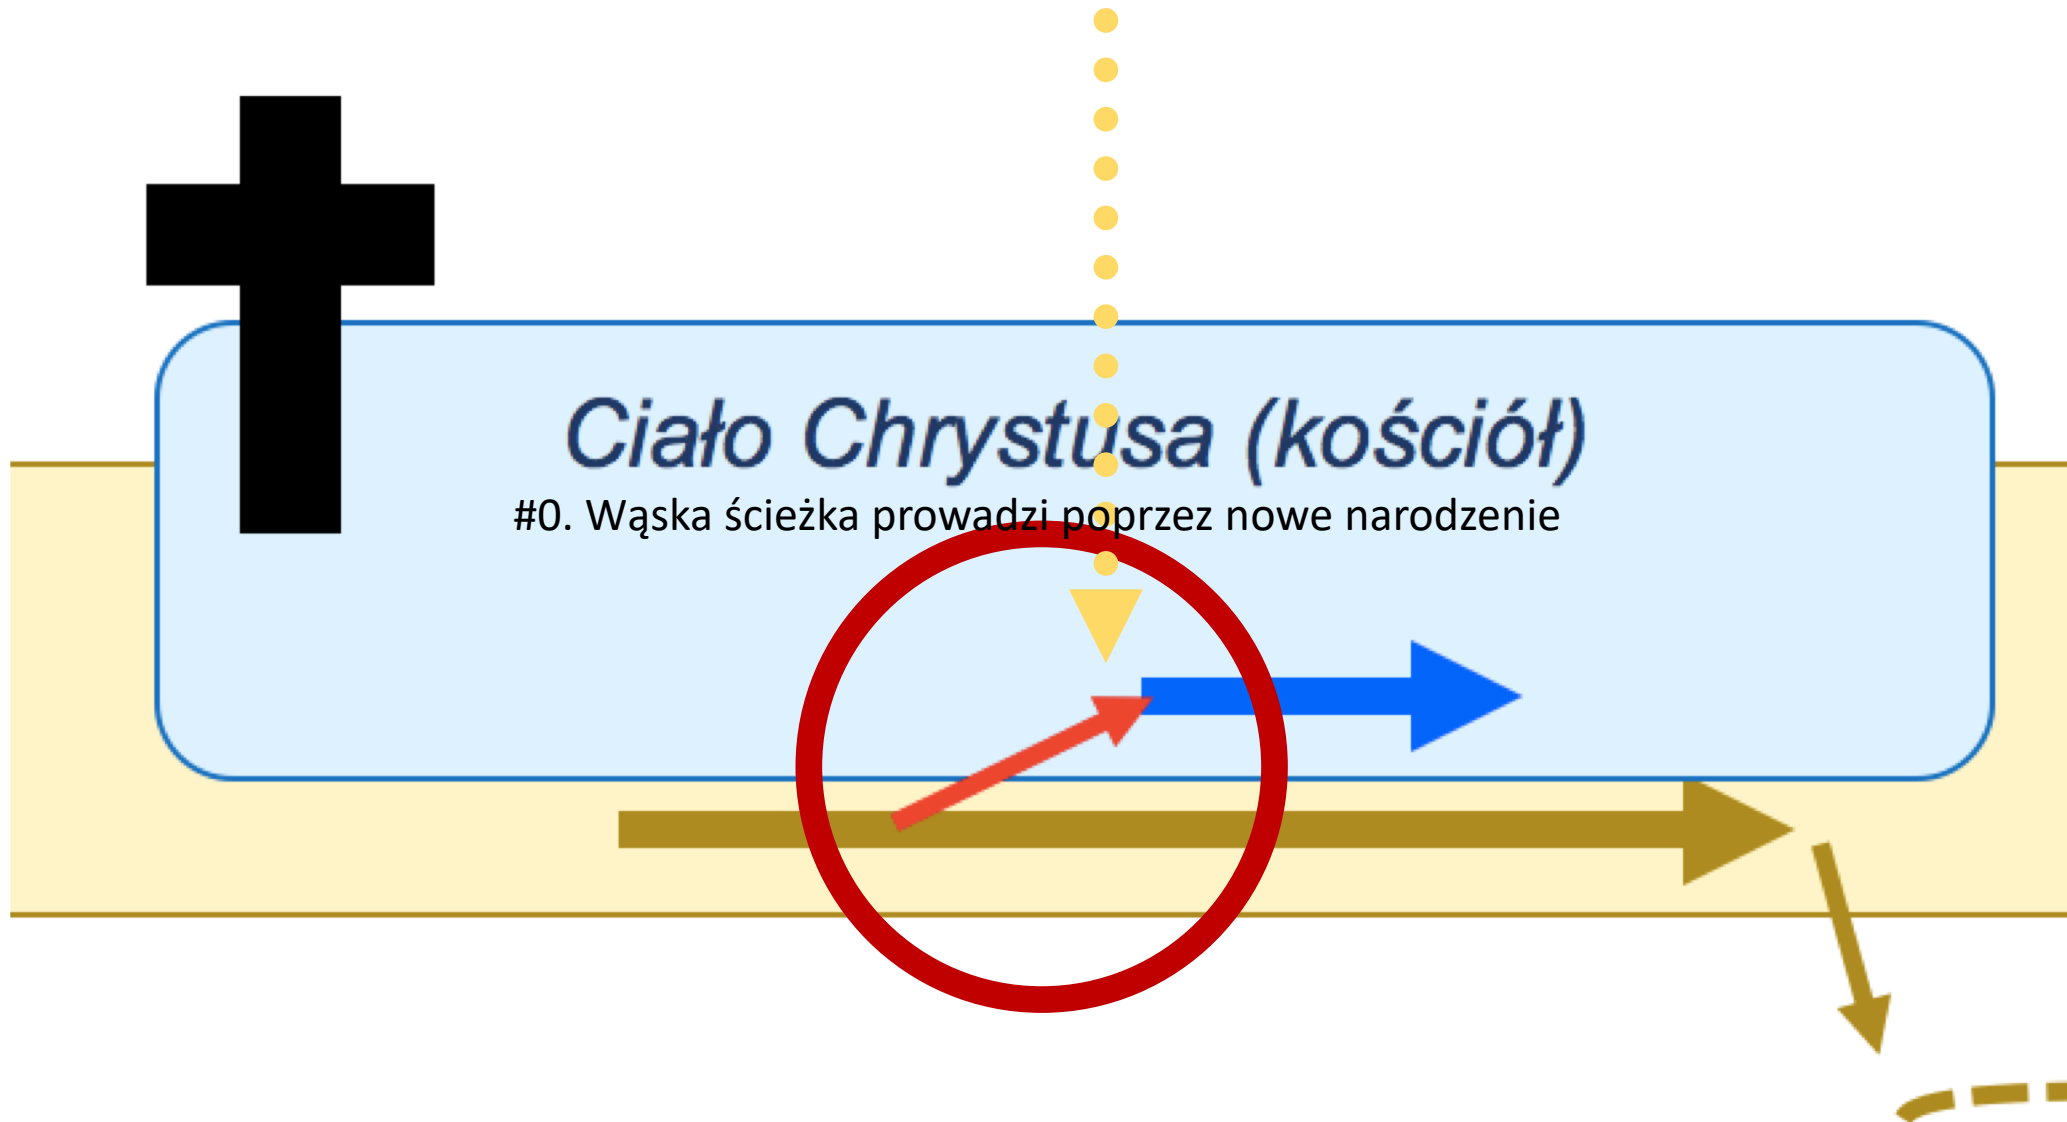 Ciało Chrystusa (kościół)
#0. Wąska ścieżka prowadzi poprzez nowe narodzenie